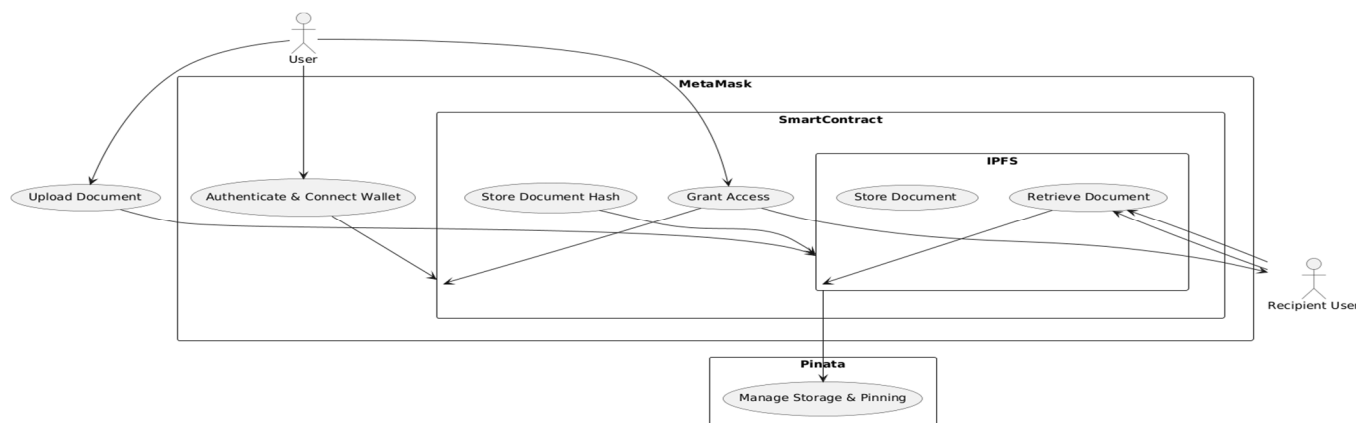 User
MetaMask
SmartContract
IPFS
Upload Document
Authenticate & Connect Wallet
Store Document Hash
Grant Access
Store Document
Retrieve Document
Recipient User
Pinata
Manage Storage & Pinning